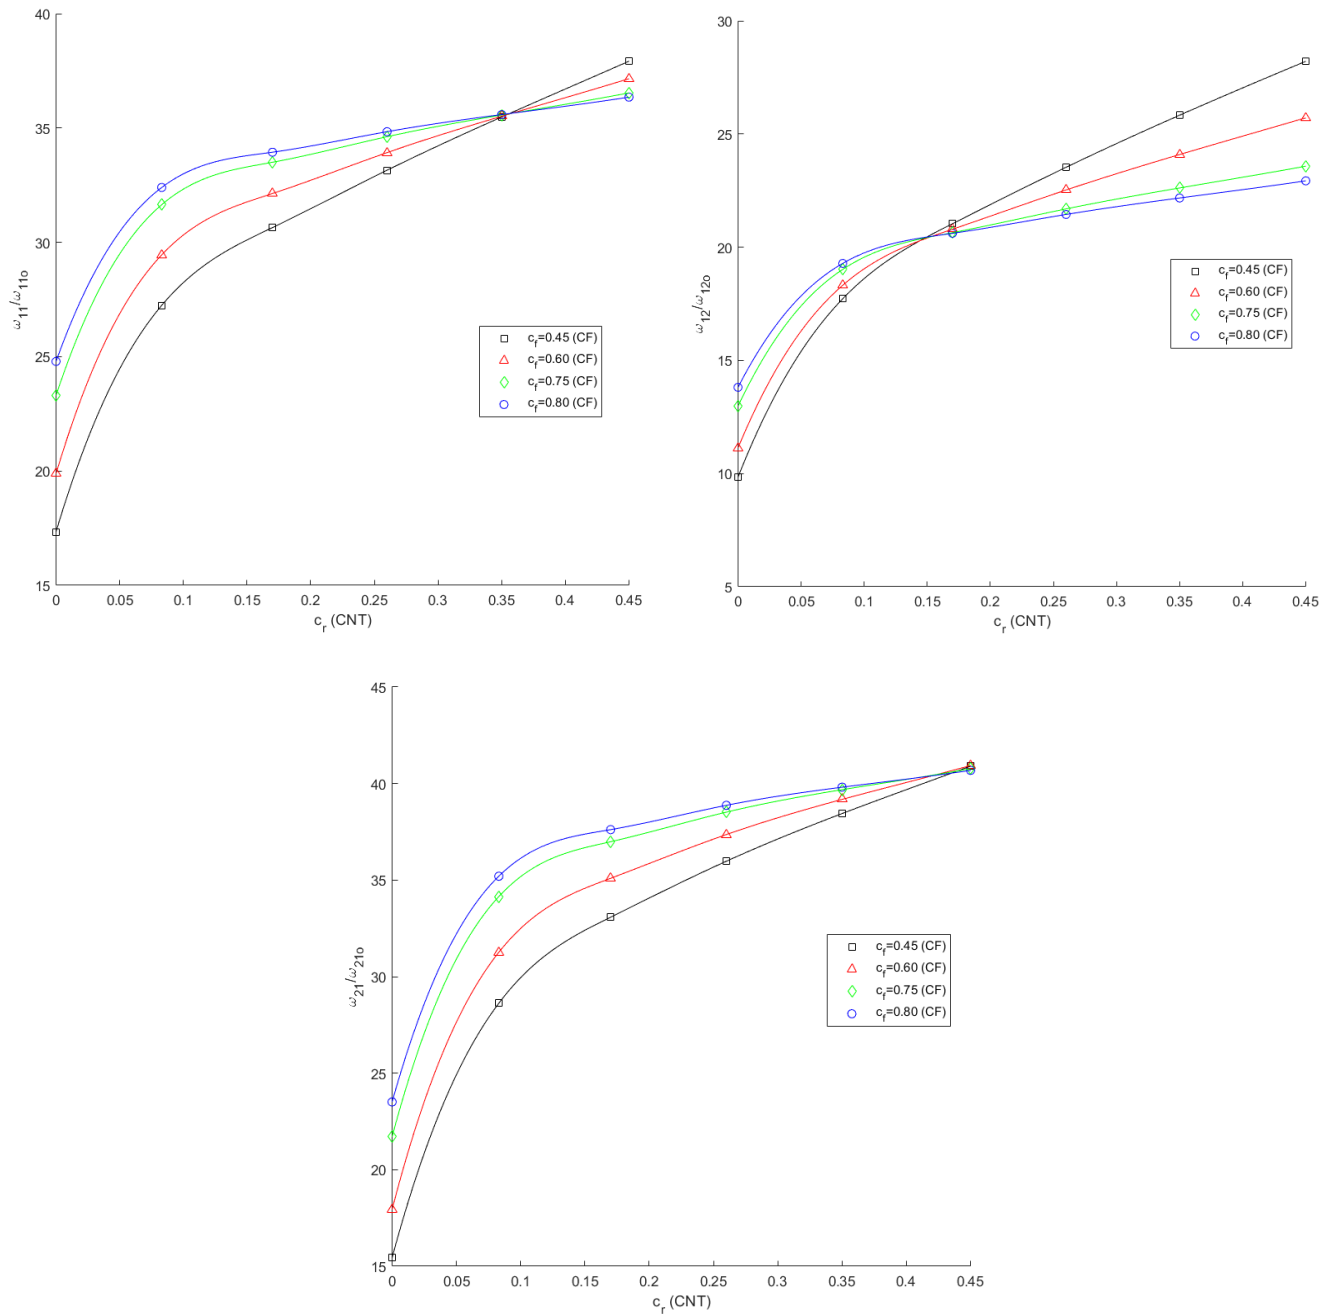 40
35
30
25
20
15
ω11/ω11o
0 0.05 0.1 0.15 0.2 0.25 0.3 0.35 0.4 0.45
cr (CNT)
cf=0.45 (CF)
cf=0.60 (CF)
cf=0.75 (CF)
cf=0.80 (CF)
30
25
20
15
10
5
ω12/ω12o
0 0.05 0.1 0.15 0.2 0.25 0.3 0.35 0.4 0.45
cr (CNT)
cf=0.45 (CF)
cf=0.60 (CF)
cf=0.75 (CF)
cf=0.80 (CF)
45
40
35
30
25
20
15
ω21/ω21o
0 0.05 0.1 0.15 0.2 0.25 0.3 0.35 0.4 0.45
cr (CNT)
cf=0.45 (CF)
cf=0.60 (CF)
cf=0.75 (CF)
cf=0.80 (CF)